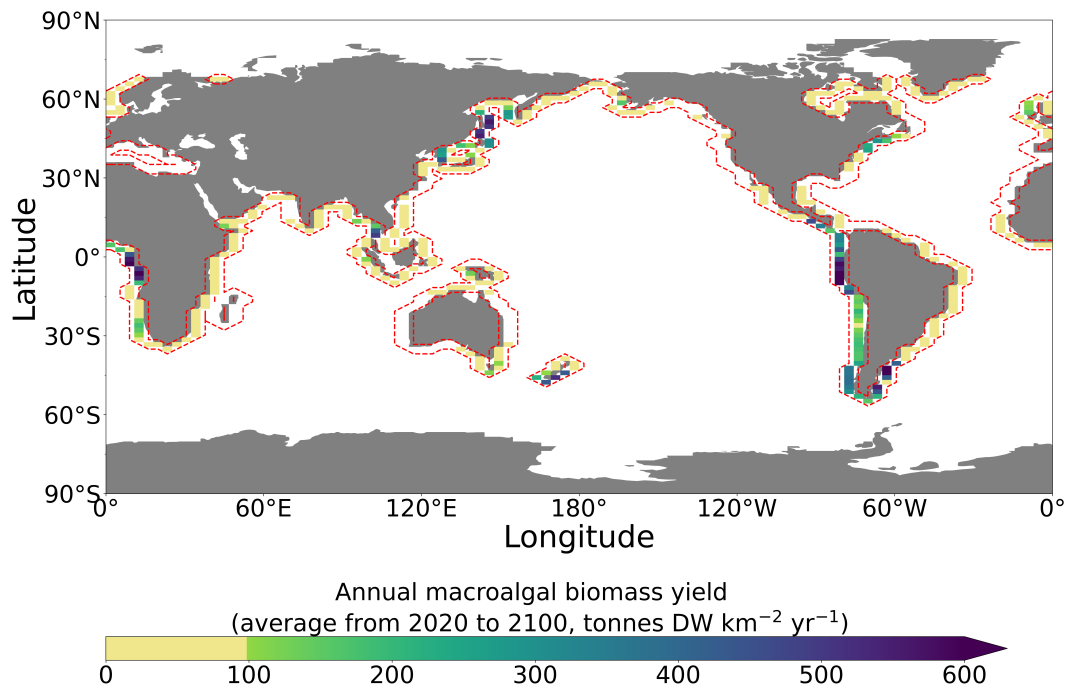 90°N
60°N
30°N
0°
30°S
60°S
90°S
Latitude
0°
60°E
120°E
180°
120°W
60°W
0°
Longitude
Annual macroalgal biomass yield
(average from 2020 to 2100, tonnes DW km⁻² yr⁻¹)
0
100
200
300
400
500
600